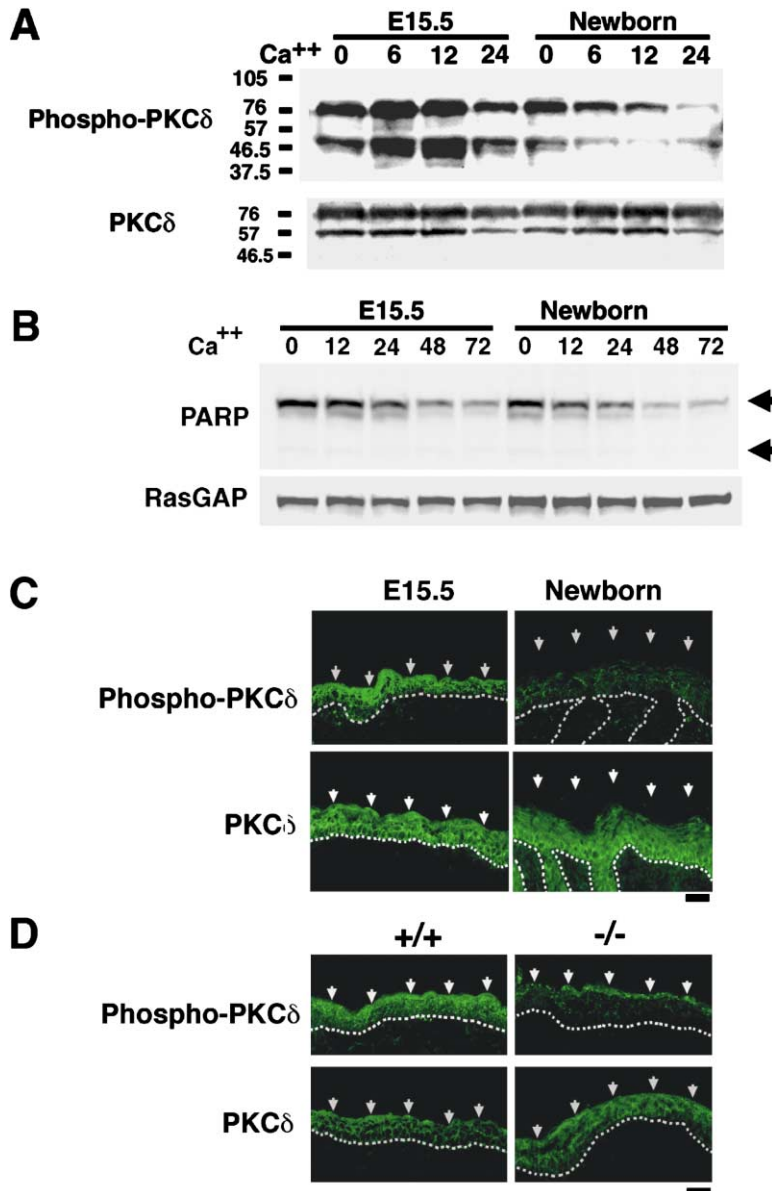 A
E15.5 Newborn
Ca++ 0 6 12 24 0 6 12 24
105
Phospho-PKCδ 76
57
46.5
37.5
PKCδ 76
57
46.5
B
E15.5 Newborn
Ca++ 0 12 24 48 72 0 12 24 48 72
PARP
RasGAP
C
E15.5 Newborn
Phospho-PKCδ
PKCδ
D
+/+ -/-
Phospho-PKCδ
PKCδ